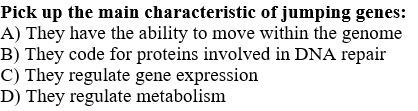 Pick up the main characteristic of jumping genes:
A) They have the ability to move within the genome
B) They code for proteins involved in DNA repair
C) They regulate gene expression
D) They regulate metabolism